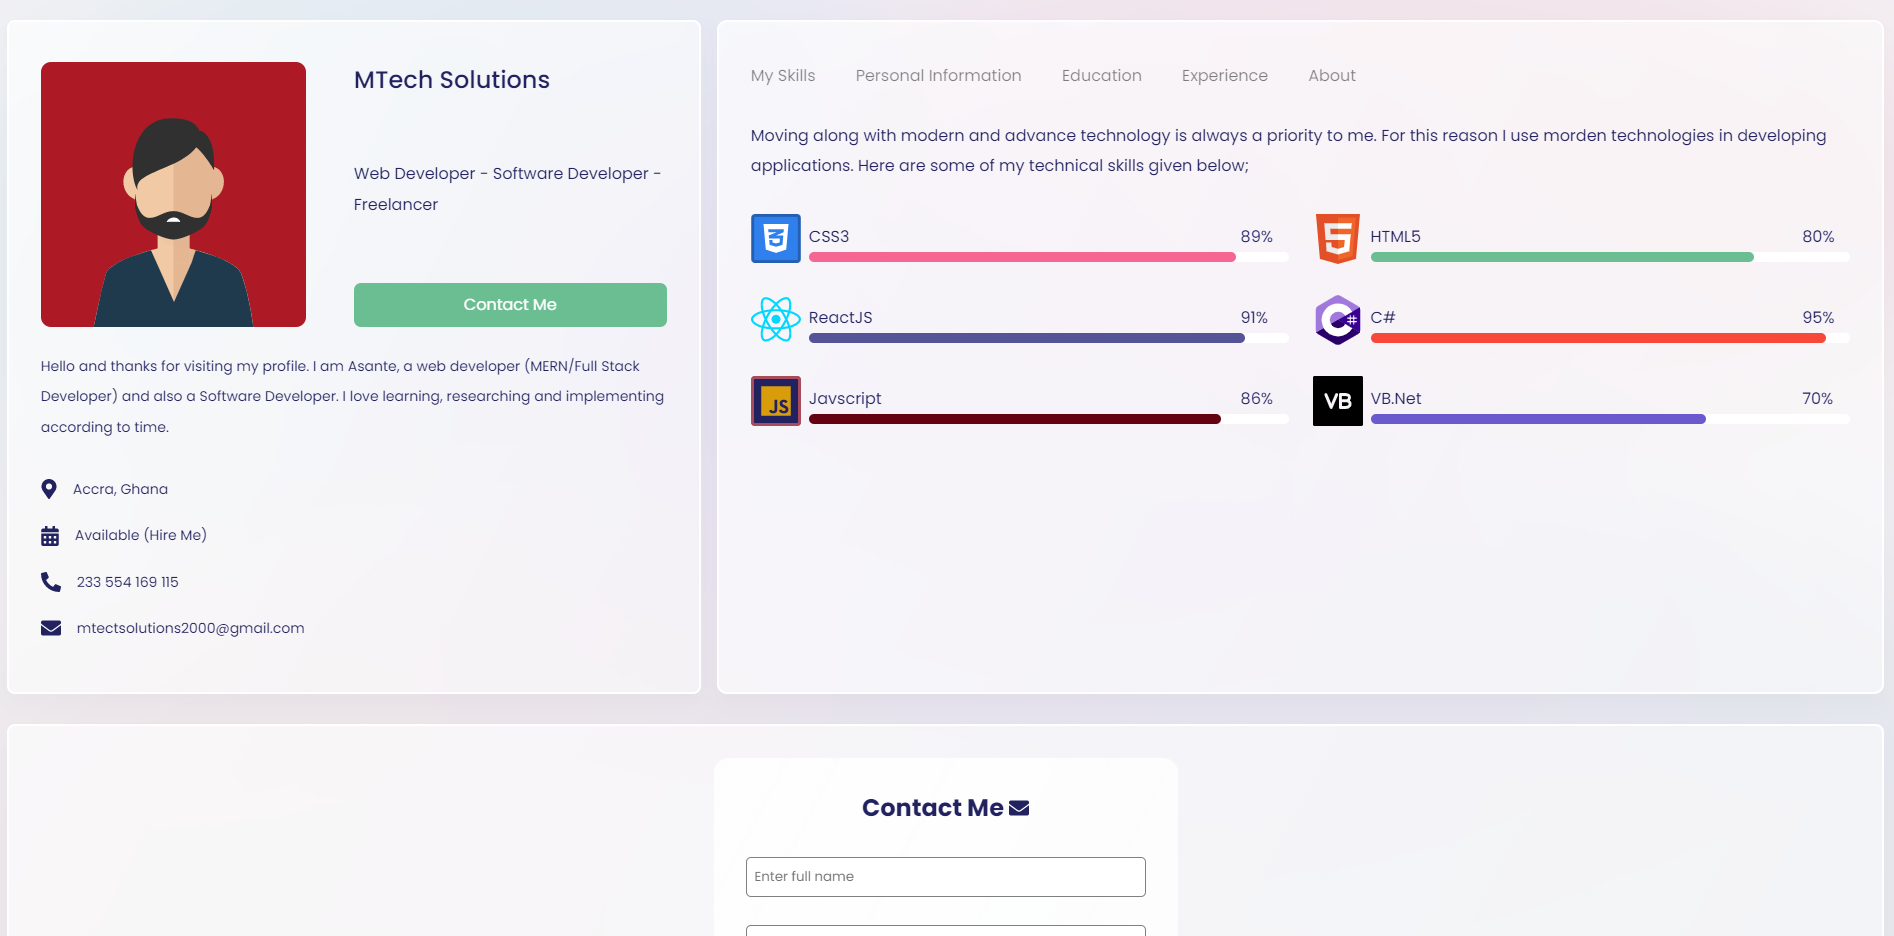 MTech Solutions
Web Developer - Software Developer -
Freelancer
Contact Me
Hello and thanks for visiting my profile. I am Asante, a web developer (MERN/Full Stack
Developer) and also a Software Developer. I love learning, researching and implementing
according to time.
Accra, Ghana
Available (Hire Me)
233 554 169 115
mtectsolutions2000@gmail.com
My Skills Personal Information Education Experience About
Moving along with modern and advance technology is always a priority to me. For this reason I use morden technologies in developing
applications. Here are some of my technical skills given below;
CSS3 89%
HTML5 80%
ReactJS 91%
C# 95%
JS
Javscript 86%
VB
VB.Net 70%
Contact Me
Enter full name